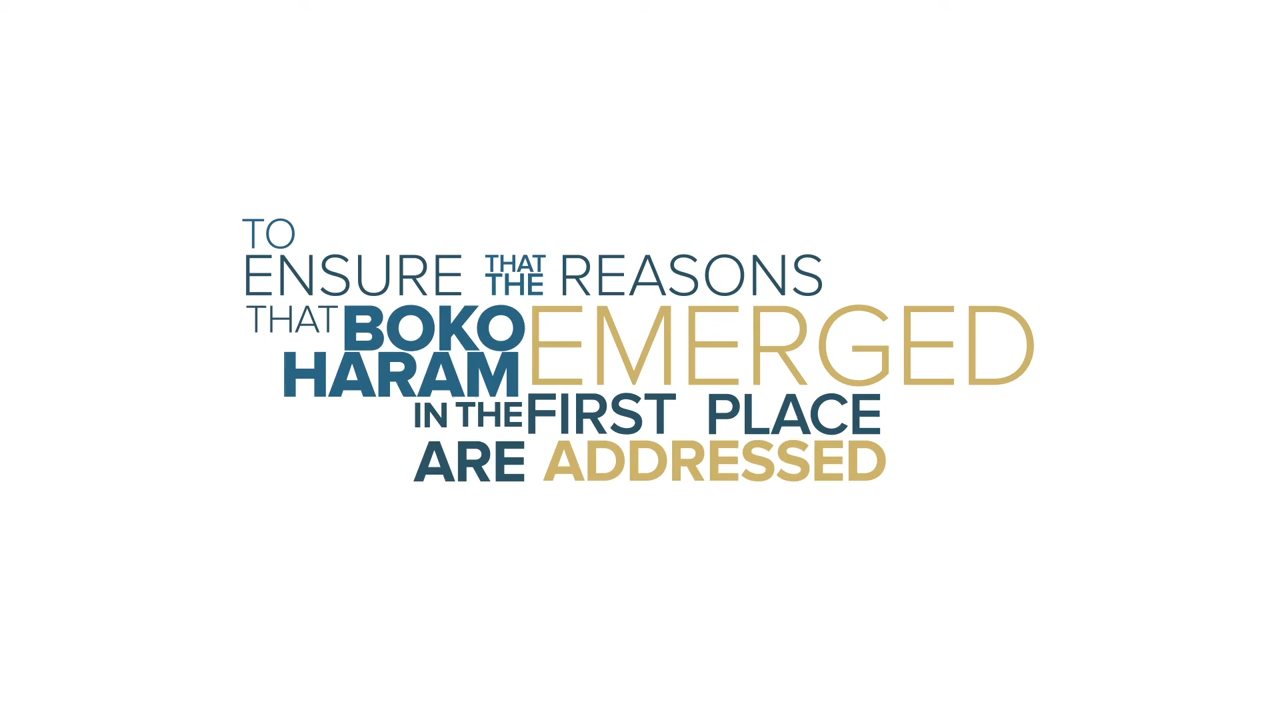 TO
ENSURE THAT THE REASONS
THAT BOKO HARAM EMERGED
IN THE FIRST PLACE
ARE ADDRESSED